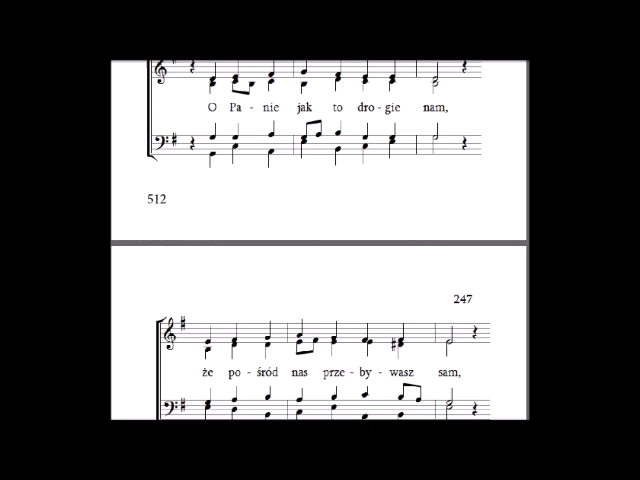 O Pa - nie jak to dro - gie nam,
512
247
że po - śród nas prze - by - wasz sam,